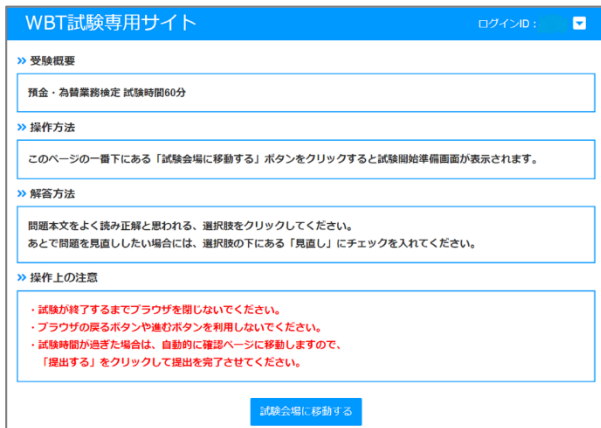 WBT試験専用サイト
ログインID：
受験概要
預金・為替業務検定 試験時間60分
操作方法
このページの一番下にある「試験会場に移動する」ボタンをクリックすると試験開始準備画面が表示されます。
解答方法
問題本文をよく読み正解と思われる、選択肢をクリックしてください。
あとで問題を見直ししたい場合には、選択肢の下にある「見直し」にチェックを入れてください。
操作上の注意
・試験が終了するまでブラウザを閉じないでください。
・ブラウザの戻るボタンや進むボタンを利用しないでください。
・試験時間が過ぎた場合は、自動的に確認ページに移動しますので、
「提出する」をクリックして提出を完了させてください。
試験会場に移動する